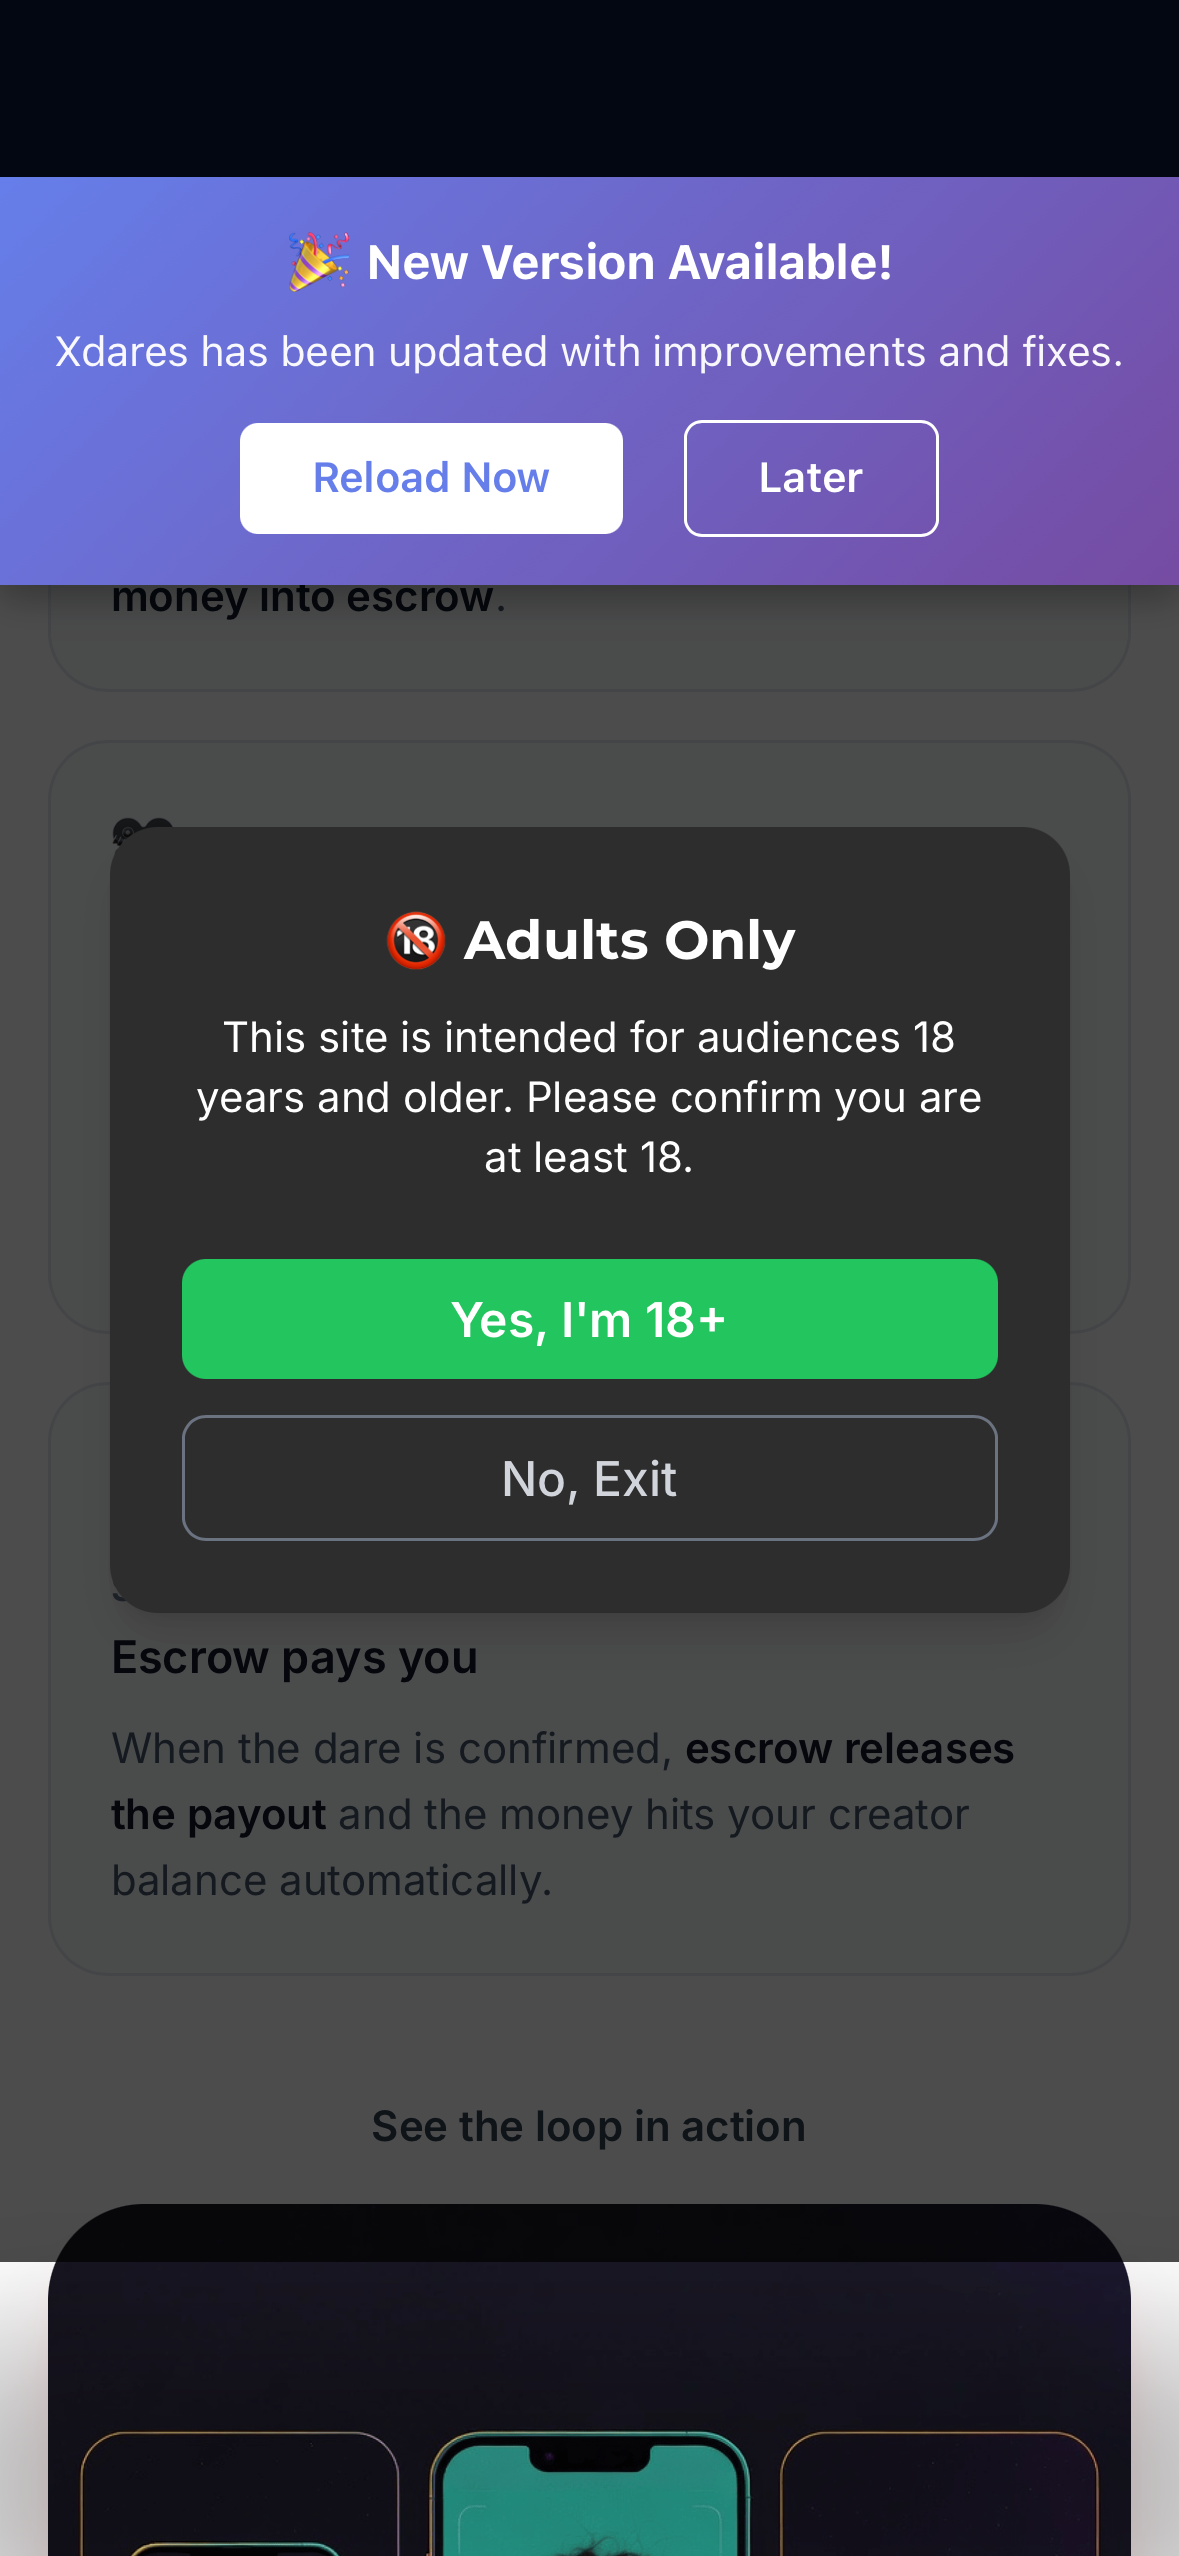 🎉 New Version Available!
Xdares has been updated with improvements and fixes.
Reload Now
Later
money into escrow.
🔞 Adults Only
This site is intended for audiences 18
years and older. Please confirm you are
at least 18.
Yes, I'm 18+
No, Exit
Escrow pays you
When the dare is confirmed, escrow releases
the payout and the money hits your creator
balance automatically.
See the loop in action